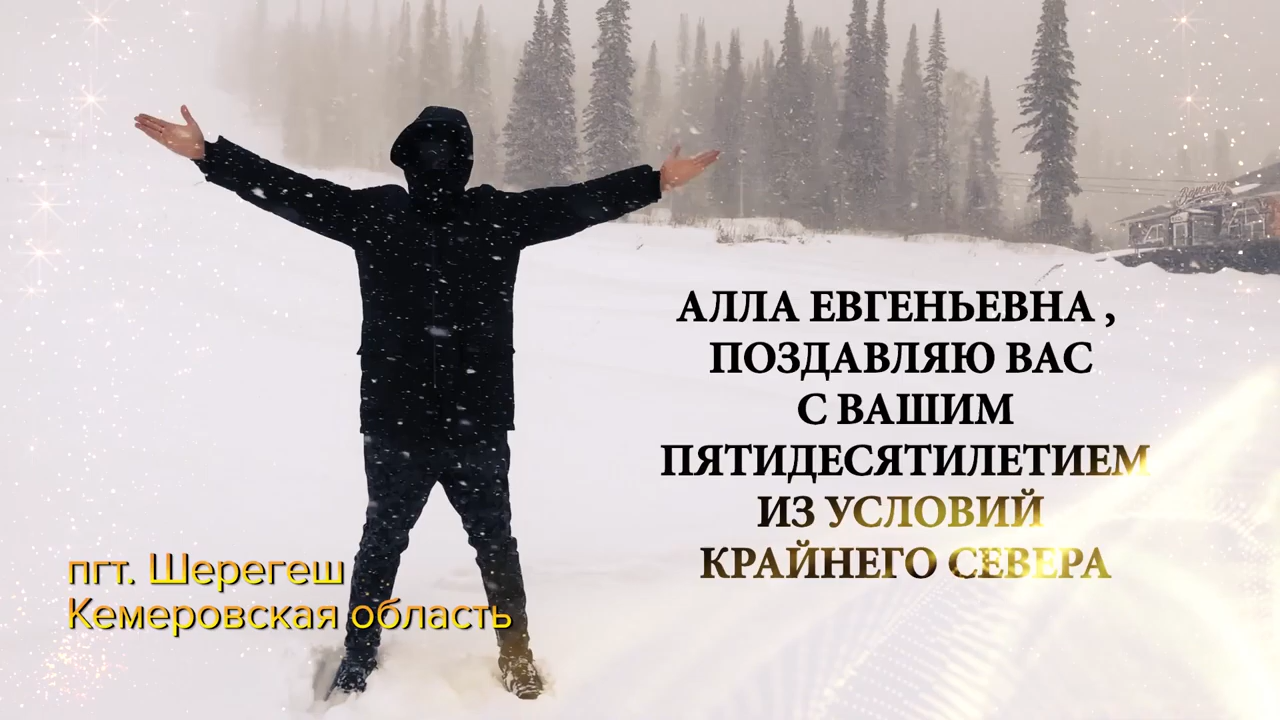 АЛЛА ЕВГЕНЬЕВНА ,
ПОЗДАВЛЯЮ ВАС
С ВАШИМ
ПЯТИДЕСЯТИЛЕТИЕМ
ИЗ УСЛОВИЙ
КРАЙНЕГО СЕВЕРА
пгт. Шерегеш
Кемеровская область